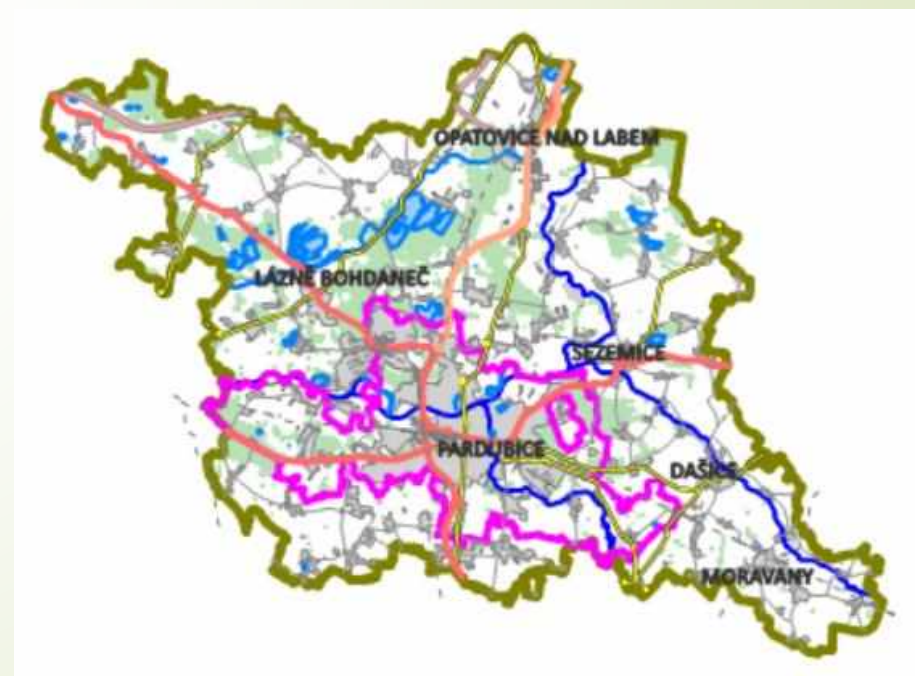 OPATOVICE NAD LABEM
LÁZNĚ BOHDANEČ
SEZEMICE
PARDUBICE
DAŠICE
MORAVANY